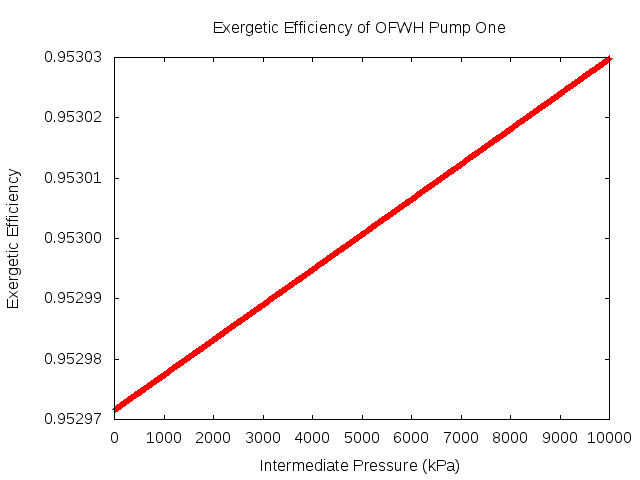 Exergetic Efficiency of OFWH Pump One
0.95303
0.95302
0.95301
0.95300
0.95299
0.95298
0.95297
Exergetic Efficiency
0 1000 2000 3000 4000 5000 6000 7000 8000 9000 10000
Intermediate Pressure (kPa)